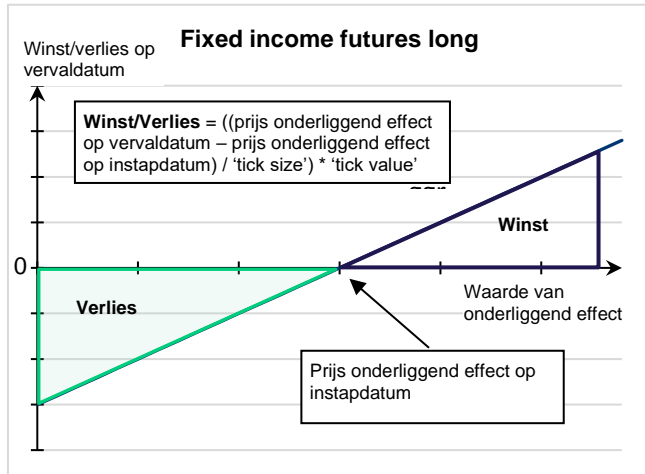 Fixed income futures long
Winst/verlies op
vervaldatum
Winst/Verlies = ((prijs onderliggend effect
op vervaldatum – prijs onderliggend effect
op instapdatum) / ‘tick size’) * ‘tick value’
Winst
0
Verlies
Waarde van
onderliggend effect
Prijs onderliggend effect op
instapdatum